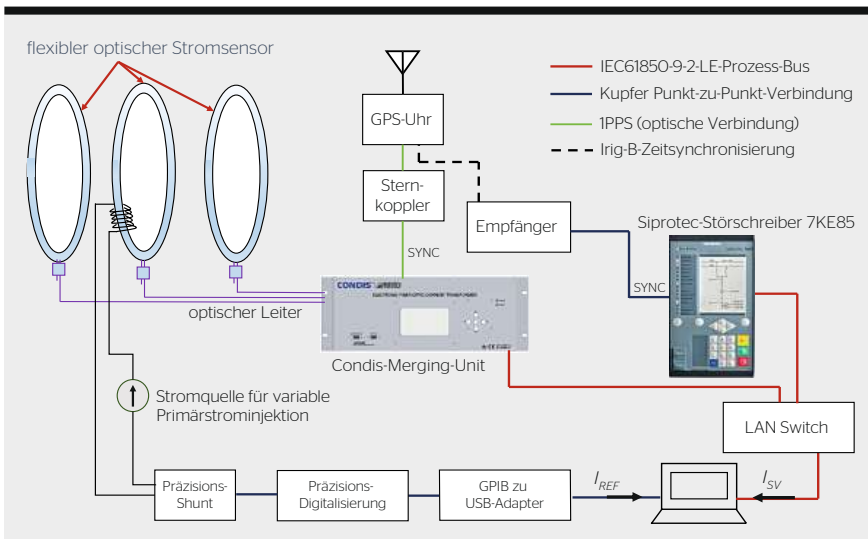 flexibler optischer Stromsensor
IEC61850-9-2-LE-Prozess-Bus
Kupfer Punkt-zu-Punkt-Verbindung
1PPS (optische Verbindung)
Irig-B-Zeitsynchronisierung
GPS-Uhr
Stern-
koppler
Empfänger
Siprotec-Störschreiber 7KE85
SYNC
SYNC
optischer Leiter
CONDIS
Condis-Merging-Unit
Stromquelle für variable
Primärstrominjektion
LAN Switch
Präzisions-
Shunt
Präzisions-
Digitalisierung
GPIB zu
USB-Adapter
I_REF
I_SV